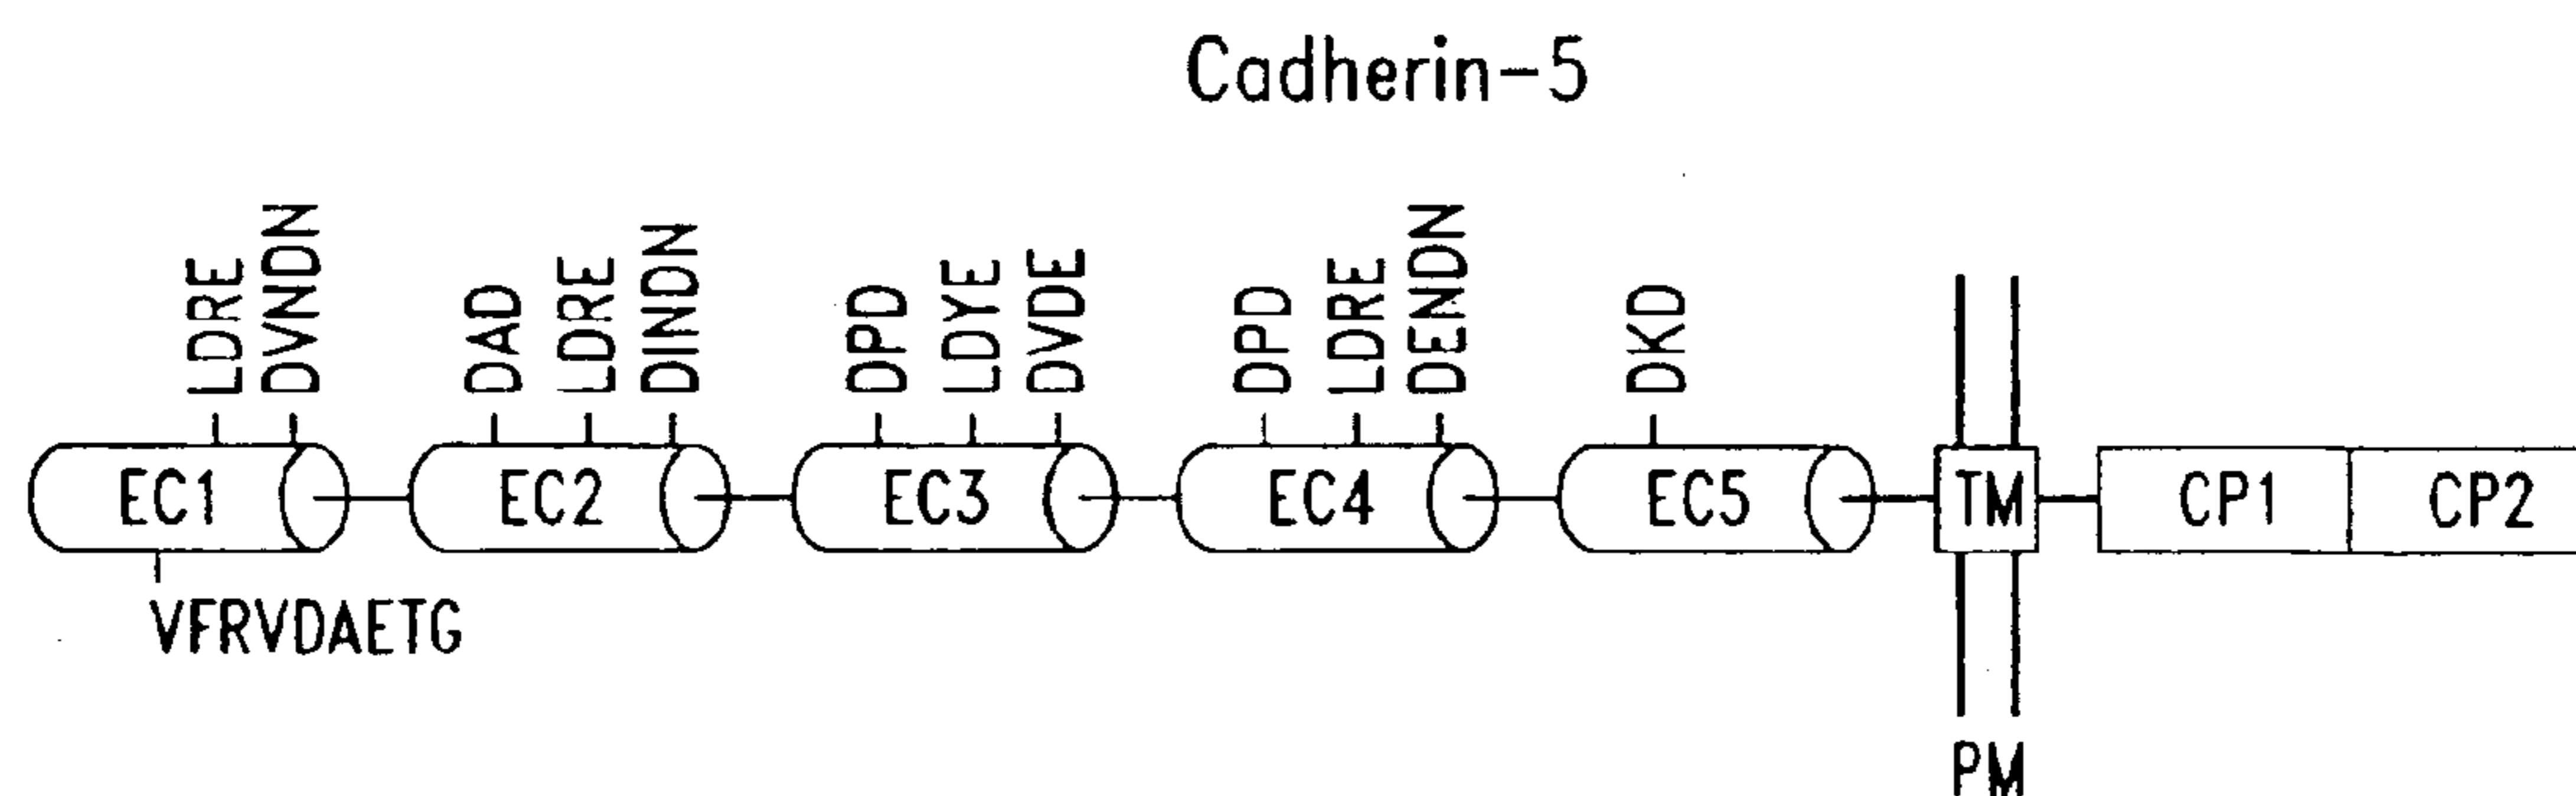 Cadherin-5
LDRE
DVNDN
DAD
LDRE
DINDN
DPD
LDYE
DVDE
DPD
LDRE
DENDN
DKD
EC1
EC2
EC3
EC4
EC5
TM
CP1
CP2
VFRVDAETG
PM